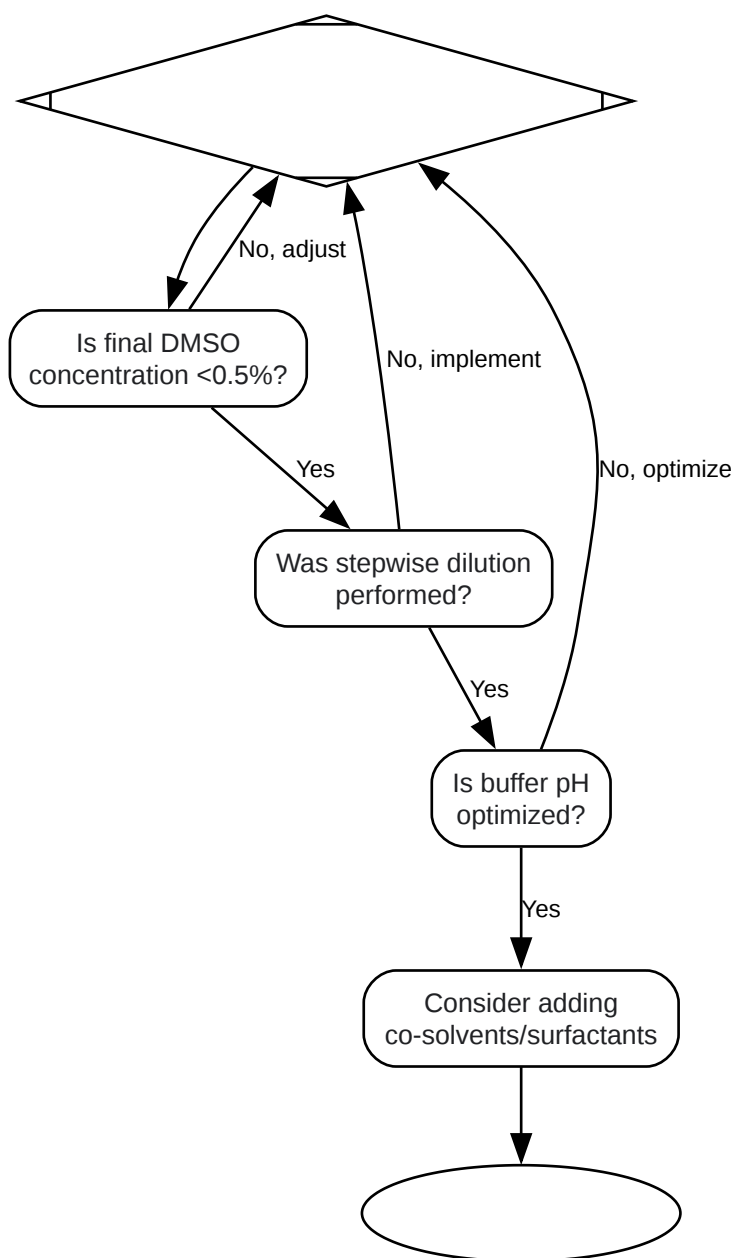 No, adjust
Is final DMSO
concentration <0.5%?
No, implement
Yes
No, optimize
Was stepwise dilution
performed?
Yes
Is buffer pH
optimized?
Yes
Consider adding
co-solvents/surfactants